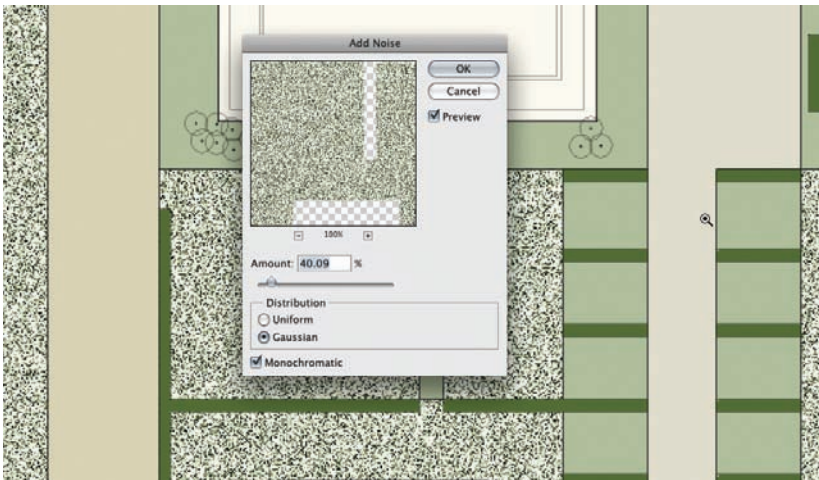 Add Noise
OK
Cancel
Preview
100%
Amount: 40.09 %
Distribution
Uniform
Gaussian
Monochromatic